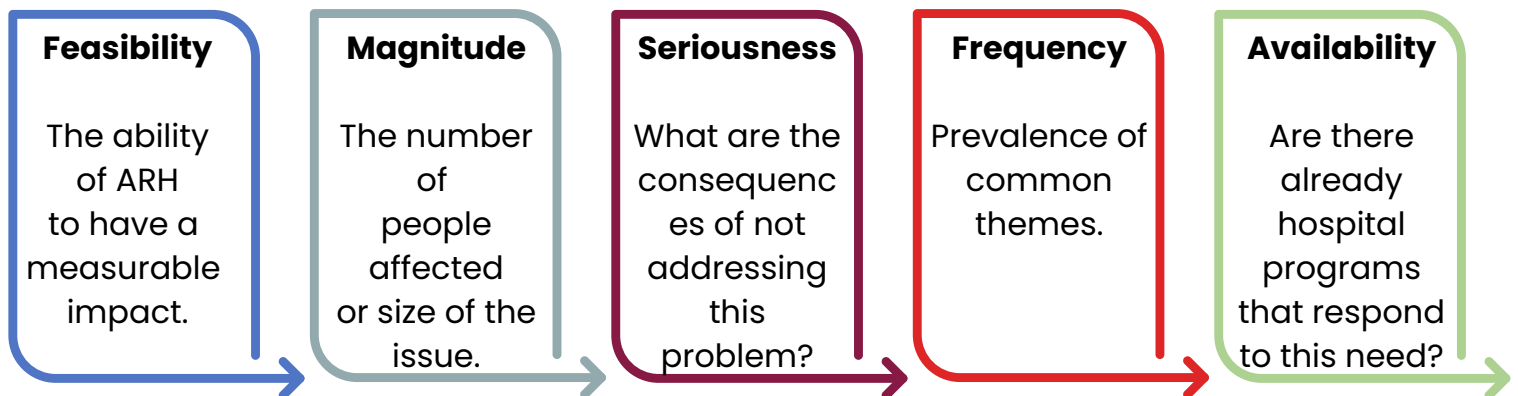 Feasibility
The ability
of ARH
to have a
measurable
impact.
Magnitude
The number
of
people
affected
or size of the
issue.
Seriousness
What are the
consequenc
es of not
addressing
this
problem?
Frequency
Prevalence of
common
themes.
Availability
Are there
already
hospital
programs
that respond
to this need?